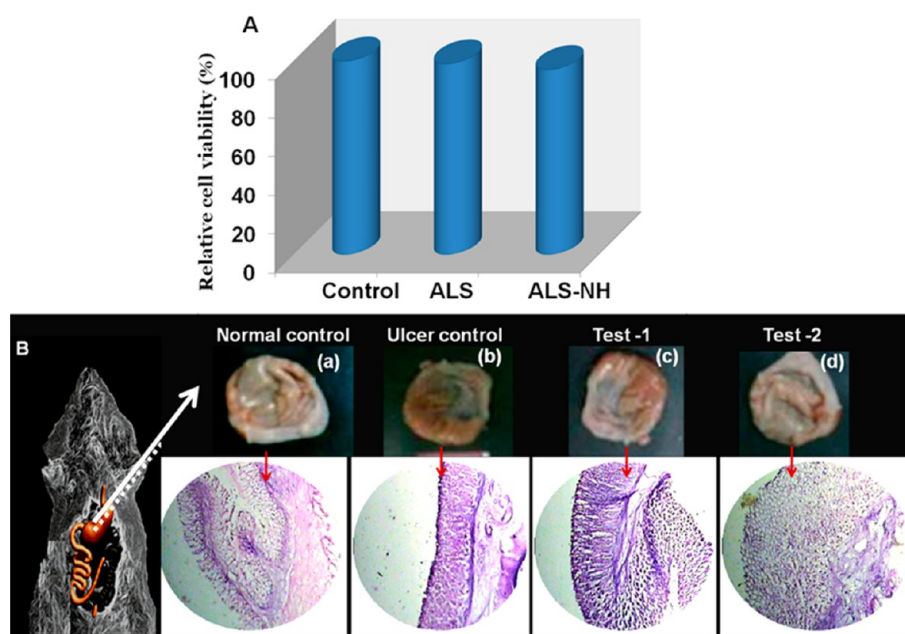 A
Relative cell viability (%)
100
80
60
40
20
0
Control ALS ALS-NH
B
Normal control Ulcer control Test -1 Test -2
(a) (b) (c) (d)